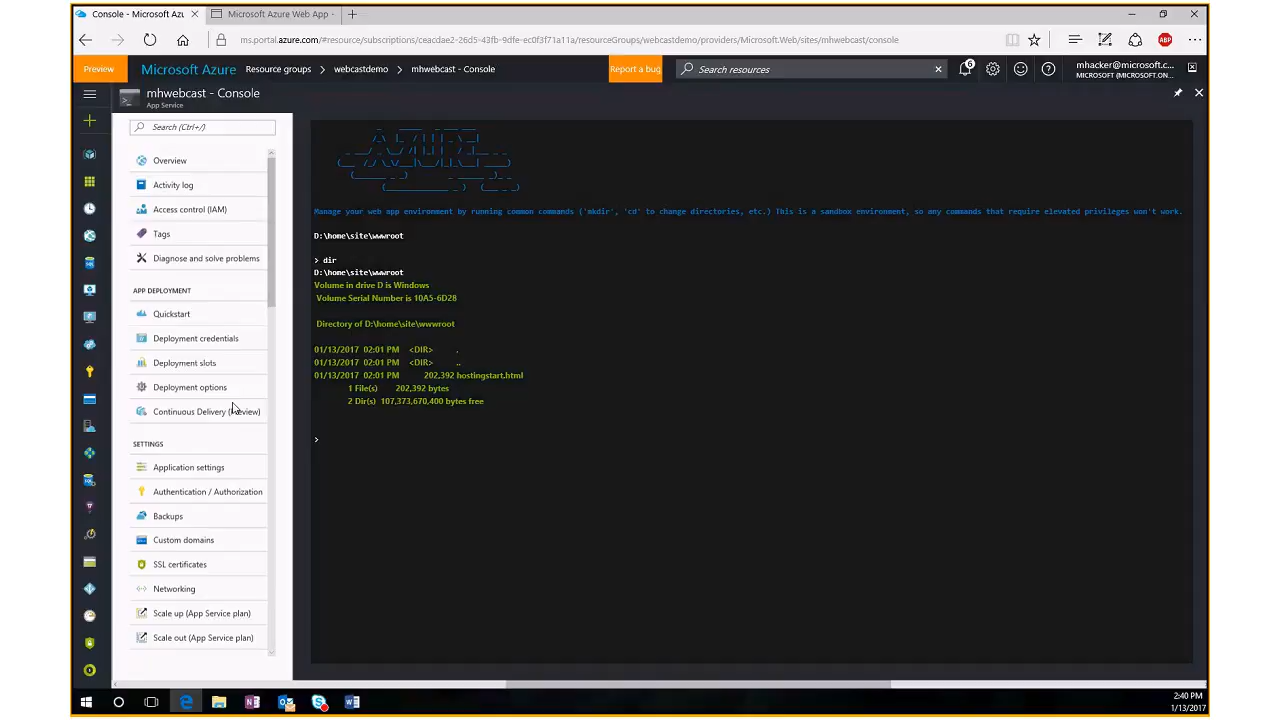 Console - Microsoft Azu
Microsoft Azure Web App -
ms.portal.azure.com/#resource/subscriptions/ceacdae2-26d5-43fb-9dfe-ec0f3f71a11a/resourceGroups/webcastdemo/providers/Microsoft.Web/sites/mhwebcast/console
ABP
Preview
Microsoft Azure
Resource groups
webcastdemo
mhwebcast - Console
Report a bug
Search resources
6
mhacker@microsoft.c...
MICROSOFT (MICROSOFT.ON...
mhwebcast - Console
App Service
Search (Ctrl+/)
Overview
Activity log
Access control (IAM)
Tags
Diagnose and solve problems
APP DEPLOYMENT
Quickstart
Deployment credentials
Deployment slots
Deployment options
Continuous Delivery (Preview)
SETTINGS
Application settings
Authentication / Authorization
Backups
Custom domains
SSL certificates
Networking
Scale up (App Service plan)
Scale out (App Service plan)
Manage your web app environment by running common commands ('mkdir', 'cd' to change directories, etc.) This is a sandbox environment, so any commands that require elevated privileges won't work.
D:\home\site\wwwroot
> dir
D:\home\site\wwwroot
Volume in drive D is Windows
Volume Serial Number is 10A5-6D28
Directory of D:\home\site\wwwroot
01/13/2017 02:01 PM <DIR> .
01/13/2017 02:01 PM <DIR> ..
01/13/2017 02:01 PM 202,392 hostingstart.html
1 File(s) 202,392 bytes
2 Dir(s) 107,373,670,400 bytes free
>
2:40 PM
1/13/2017